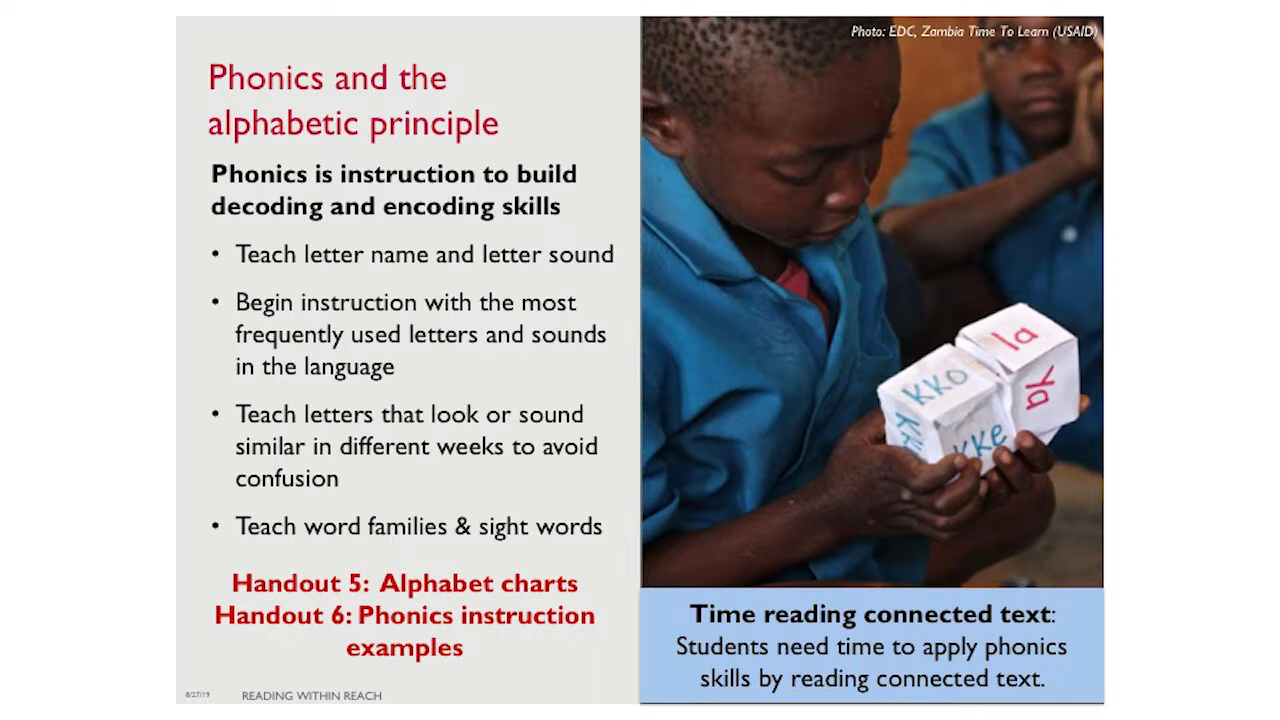 Photo: EDC, Zambia Time To Learn (USAID)
Phonics and the
alphabetic principle
Phonics is instruction to build
decoding and encoding skills
• Teach letter name and letter sound
• Begin instruction with the most
frequently used letters and sounds
in the language
• Teach letters that look or sound
similar in different weeks to avoid
confusion
• Teach word families & sight words
Handout 5: Alphabet charts
Handout 6: Phonics instruction
examples
la
Ya
KKO
KKe
Time reading connected text:
Students need time to apply phonics
skills by reading connected text.
8/27/19
READING WITHIN REACH